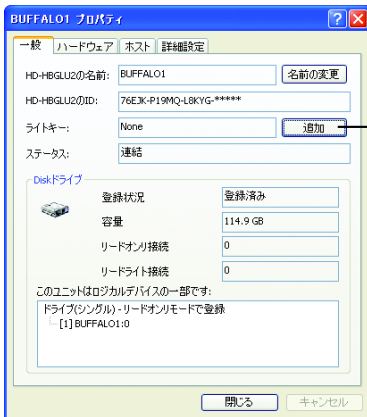 BUFFALO1 プロパティ
一般 ハードウェア ホスト 詳細設定
HD-HBGLU2の名前: BUFFALO1 名前の変更
HD-HBGLU2のID: 76EJK-P19MQ-L8KYG-*****
ライトキー: None 追加
ステータス: 連結
Diskドライブ
登録状況 登録済み
容量 114.9 GB
リードオンリ接続 0
リードライト接続 0
このユニットはロジカルデバイスの一部です:
ドライブ(シングル) - リードオンリモードで登録
[1] BUFFALO1:0
閉じる キャンセル